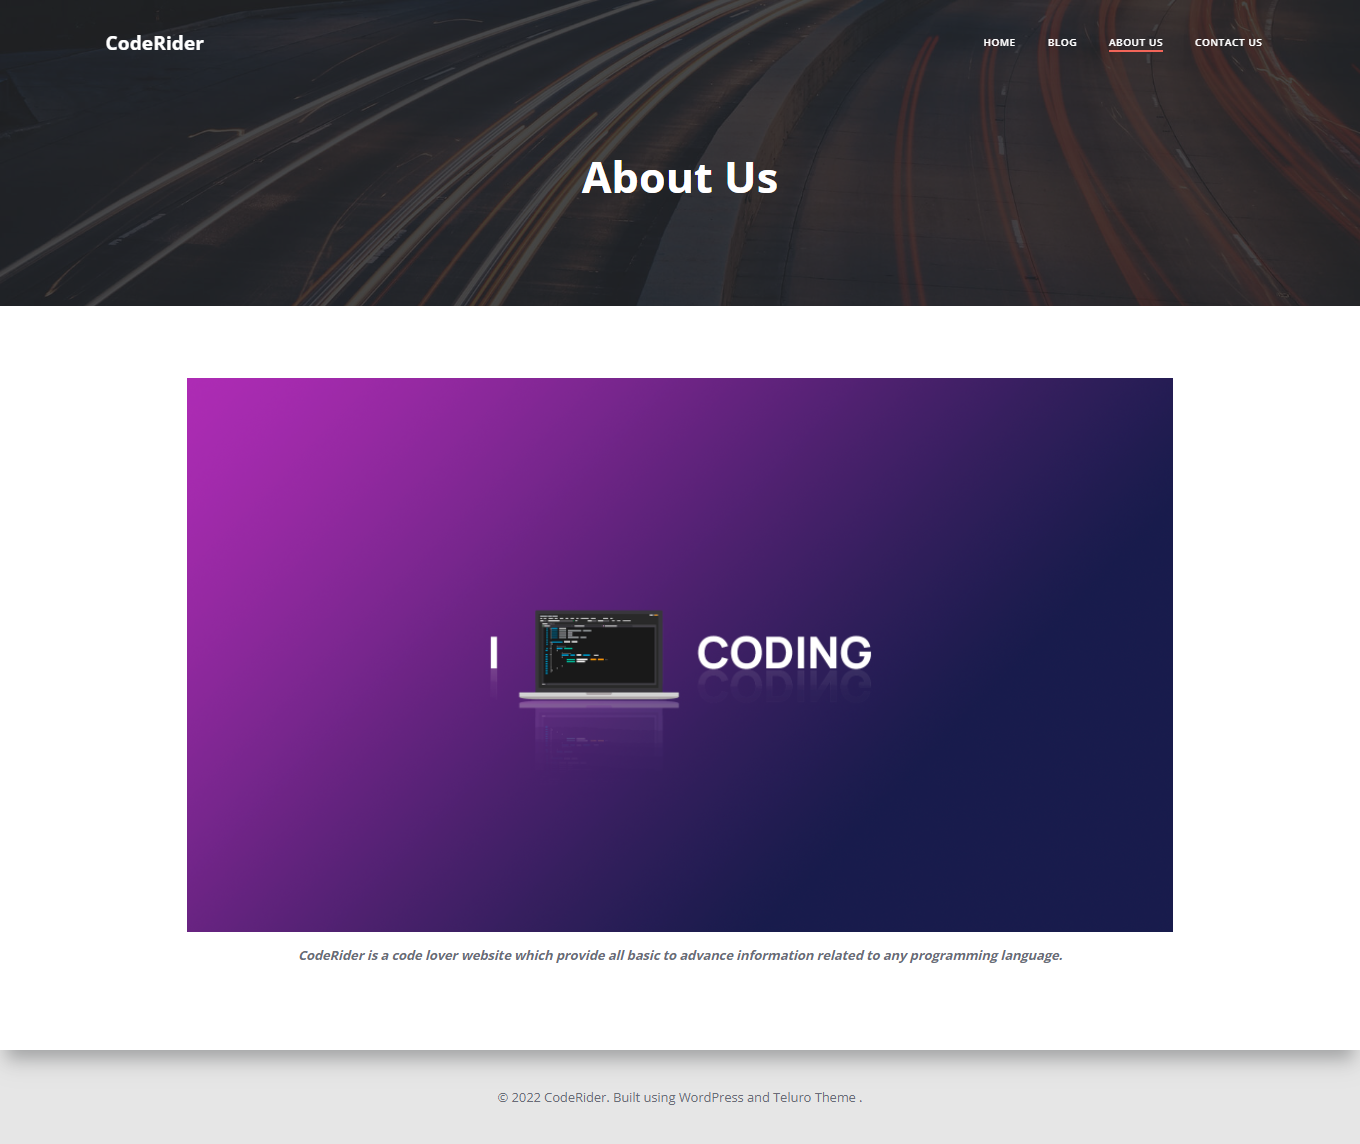 CodeRider
HOME BLOG ABOUT US CONTACT US
About Us
I CODING
CodeRider is a code lover website which provide all basic to advance information related to any programming language.
© 2022 CodeRider. Built using WordPress and Teluro Theme .